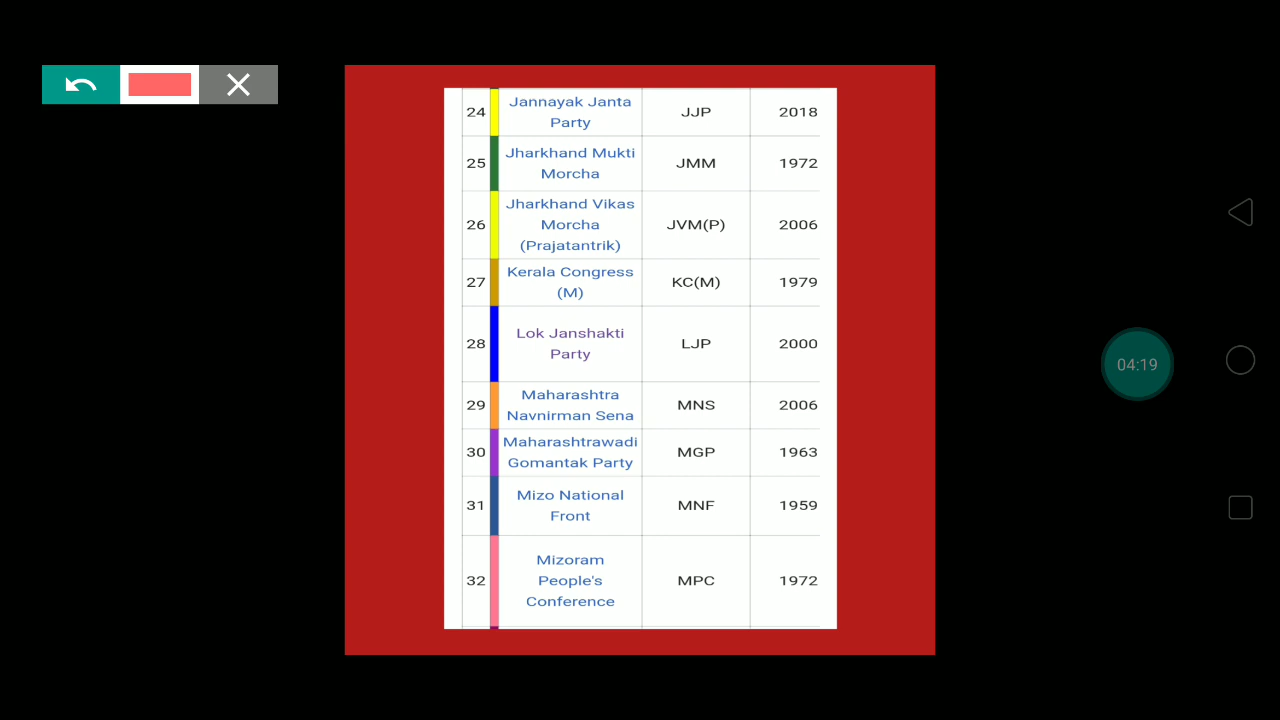 24 Jannayak Janta Party JJP 2018
25 Jharkhand Mukti Morcha JMM 1972
26 Jharkhand Vikas Morcha (Prajatantrik) JVM(P) 2006
27 Kerala Congress (M) KC(M) 1979
28 Lok Janshakti Party LJP 2000
29 Maharashtra Navnirman Sena MNS 2006
30 Maharashtrawadi Gomantak Party MGP 1963
31 Mizo National Front MNF 1959
32 Mizoram People's Conference MPC 1972
04:19